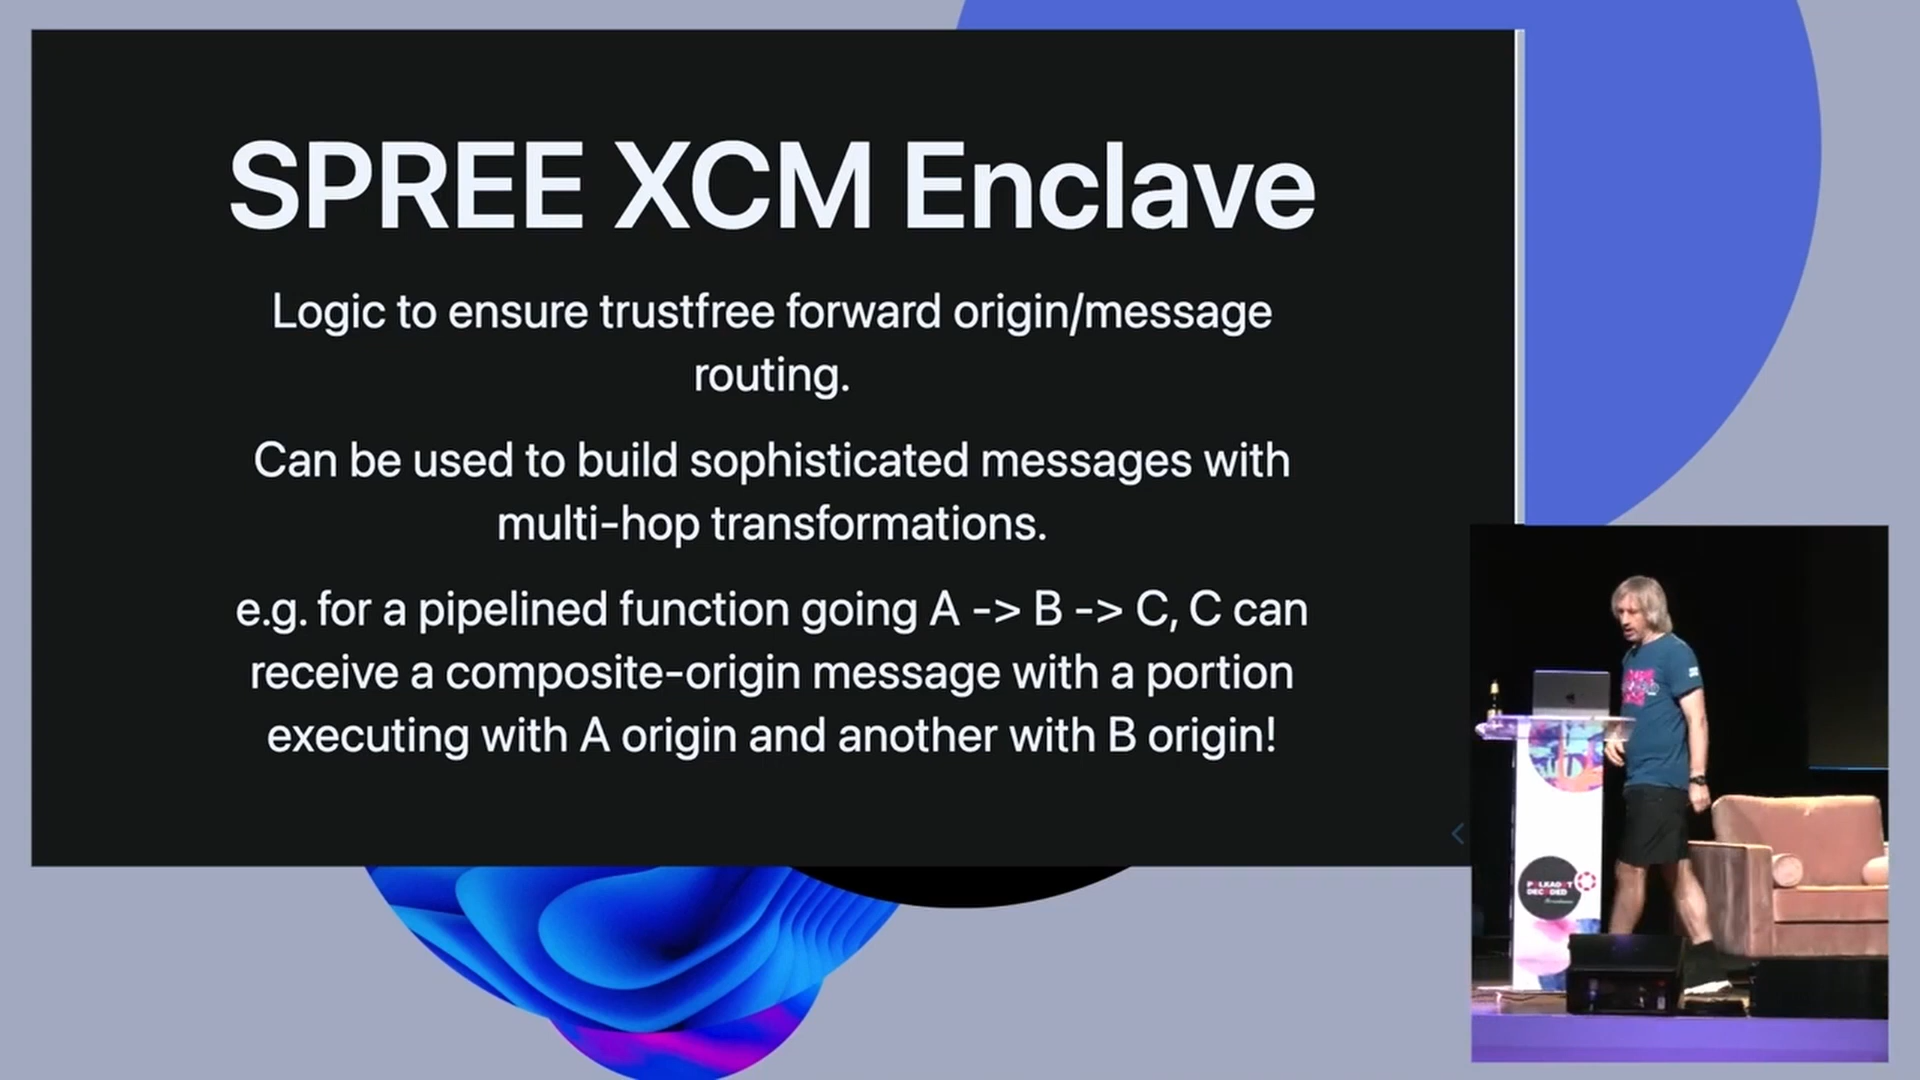 SPREE XCM Enclave
Logic to ensure trustfree forward origin/message
routing.
Can be used to build sophisticated messages with
multi-hop transformations.
e.g. for a pipelined function going A -> B -> C, C can
receive a composite-origin message with a portion
executing with A origin and another with B origin!
POLKADOT
DECODED